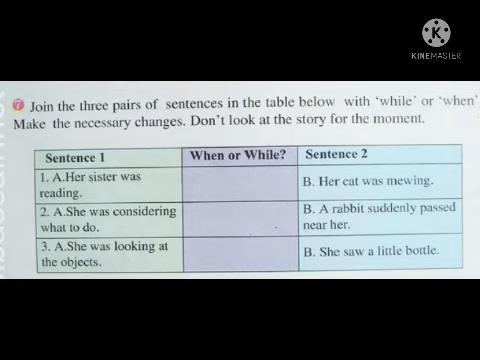 KINEMASTER
7 Join the three pairs of sentences in the table below with 'while' or 'when'
Make the necessary changes. Don't look at the story for the moment.
Sentence 1 When or While? Sentence 2
1. A.Her sister was
reading.
B. Her cat was mewing.
2. A.She was considering
what to do.
B. A rabbit suddenly passed
near her.
3. A.She was looking at
the objects.
B. She saw a little bottle.